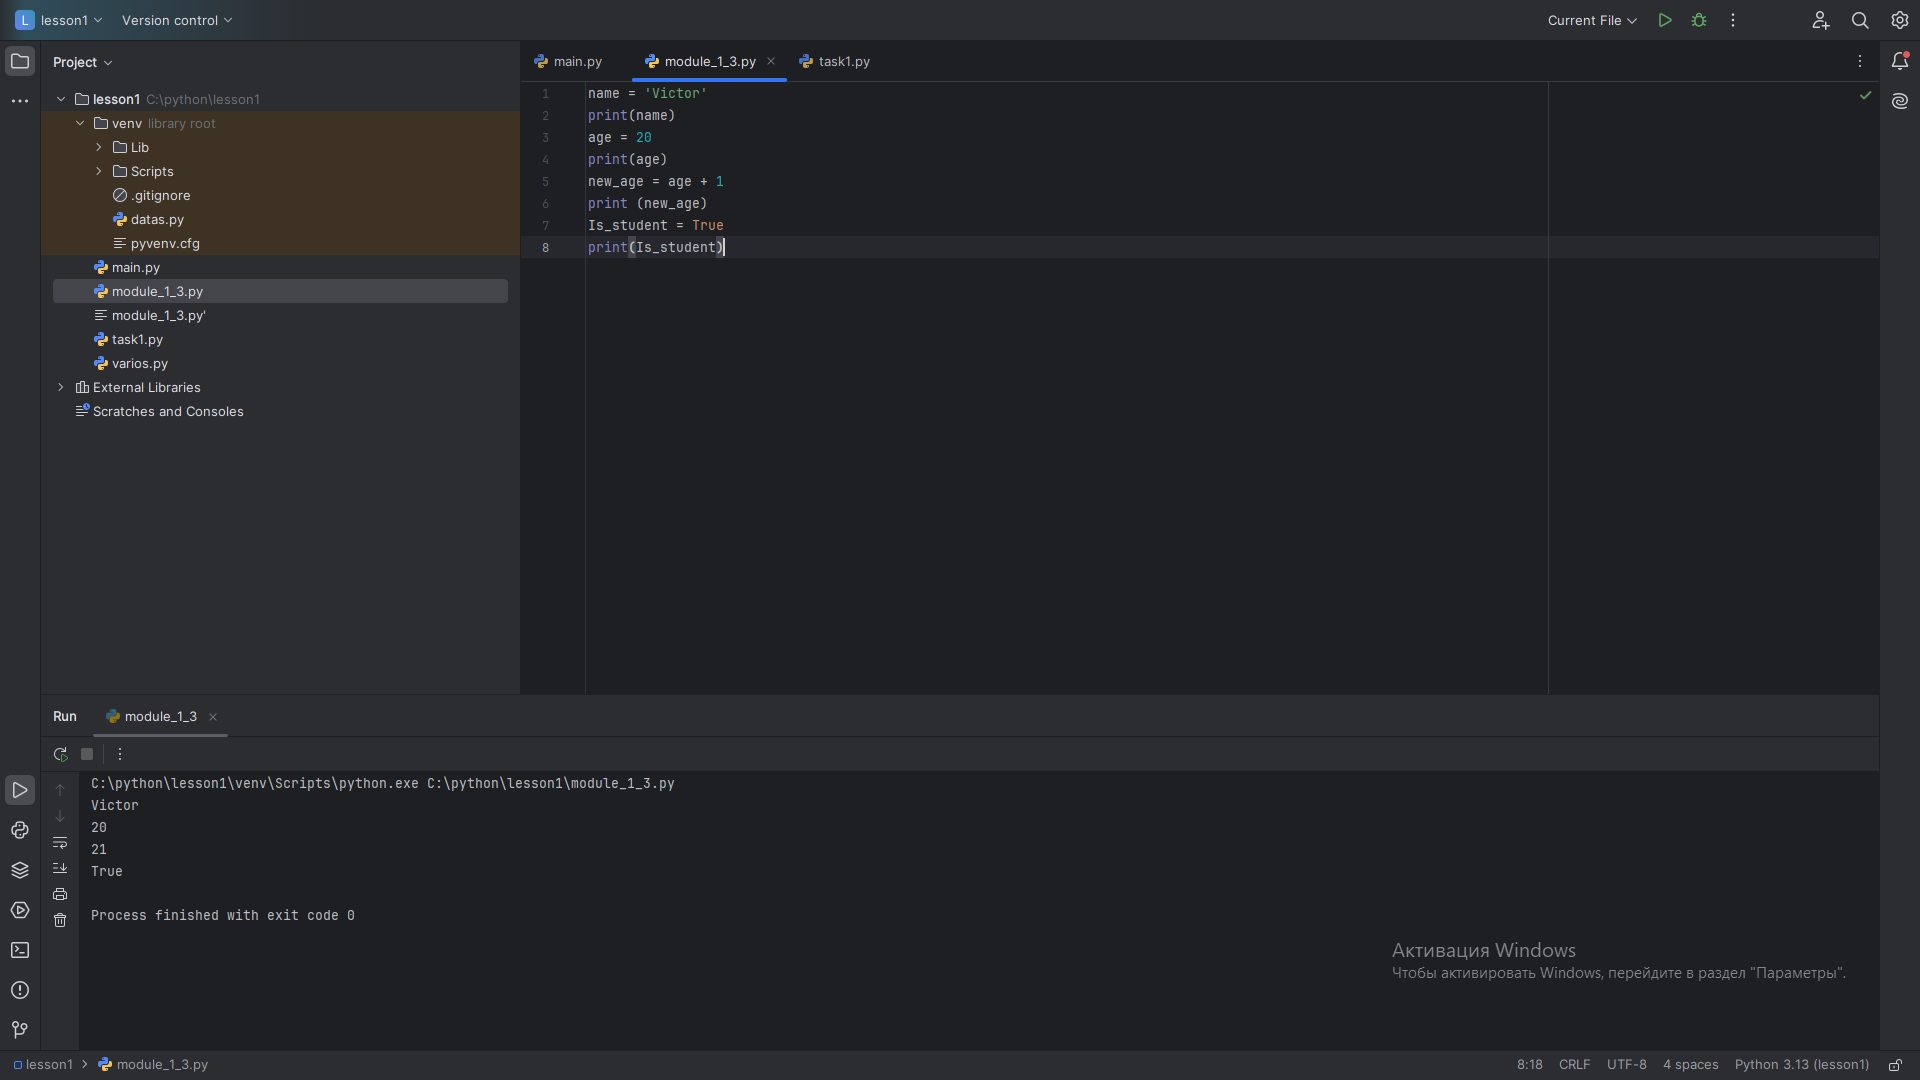 L lesson1 Version control Current File
Project
main.py module_1_3.py task1.py
lesson1 C:\python\lesson1
venv library root
Lib
Scripts
.gitignore
datas.py
pyvenv.cfg
main.py
module_1_3.py
module_1_3.py'
task1.py
varios.py
External Libraries
Scratches and Consoles
1 name = 'Victor'
2 print(name)
3 age = 20
4 print(age)
5 new_age = age + 1
6 print (new_age)
7 Is_student = True
8 print(Is_student)
Run module_1_3
C:\python\lesson1\venv\Scripts\python.exe C:\python\lesson1\module_1_3.py
Victor
20
21
True
Process finished with exit code 0
Активация Windows
Чтобы активировать Windows, перейдите в раздел "Параметры".
lesson1 module_1_3.py 8:18 CRLF UTF-8 4 spaces Python 3.13 (lesson1)